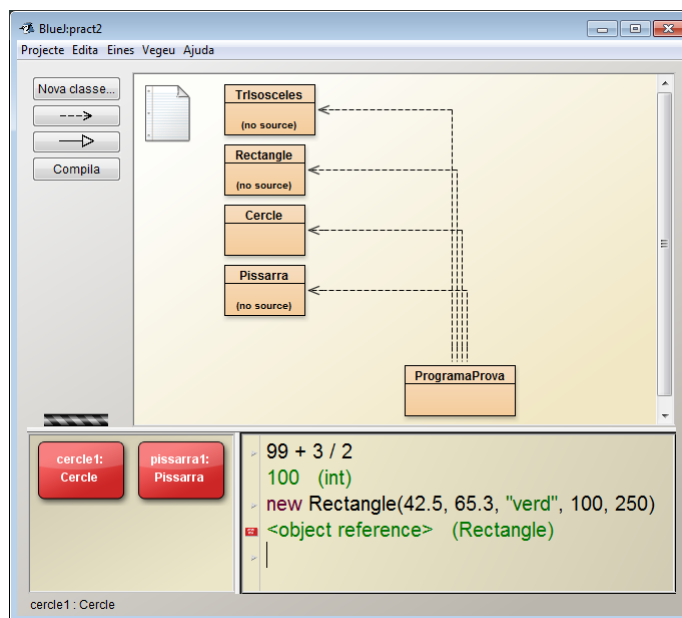 BlueJ:pract2
Projecte Edita Eines Vegeu Ajuda
Nova classe...
Compila
TrIsosceles
(no source)
Rectangle
(no source)
Cercle
Pissarra
(no source)
ProgramaProva
cercle1:
Cercle
pissarra1:
Pissarra
99 + 3 / 2
100 (int)
new Rectangle(42.5, 65.3, "verd", 100, 250)
<object reference> (Rectangle)
cercle1 : Cercle